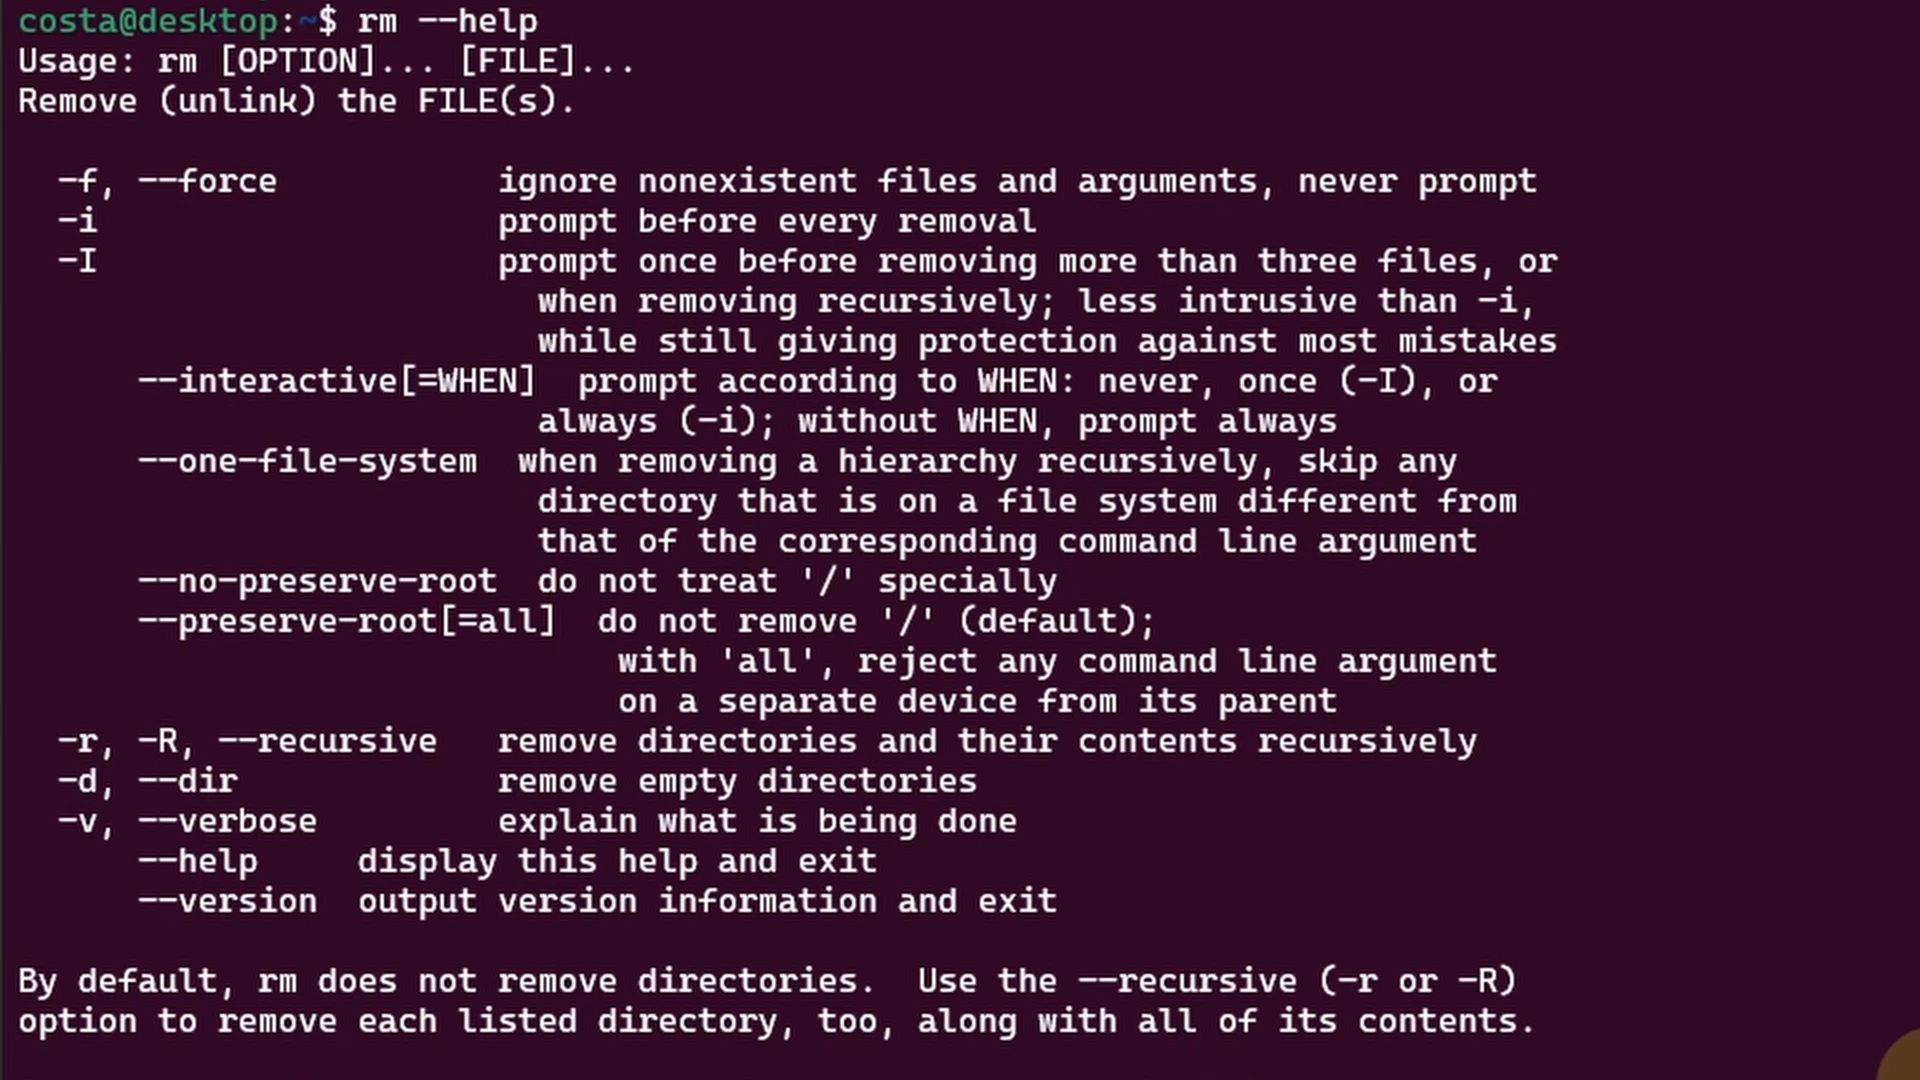 costa@desktop:~$ rm --help
Usage: rm [OPTION]... [FILE]...
Remove (unlink) the FILE(s).

  -f, --force           ignore nonexistent files and arguments, never prompt
  -i                    prompt before every removal
  -I                    prompt once before removing more than three files, or
                          when removing recursively; less intrusive than -i,
                          while still giving protection against most mistakes
      --interactive[=WHEN]  prompt according to WHEN: never, once (-I), or
                          always (-i); without WHEN, prompt always
      --one-file-system  when removing a hierarchy recursively, skip any
                          directory that is on a file system different from
                          that of the corresponding command line argument
      --no-preserve-root  do not treat '/' specially
      --preserve-root[=all]  do not remove '/' (default);
                              with 'all', reject any command line argument
                              on a separate device from its parent
  -r, -R, --recursive   remove directories and their contents recursively
  -d, --dir             remove empty directories
  -v, --verbose         explain what is being done
      --help     display this help and exit
      --version  output version information and exit

By default, rm does not remove directories.  Use the --recursive (-r or -R)
option to remove each listed directory, too, along with all of its contents.